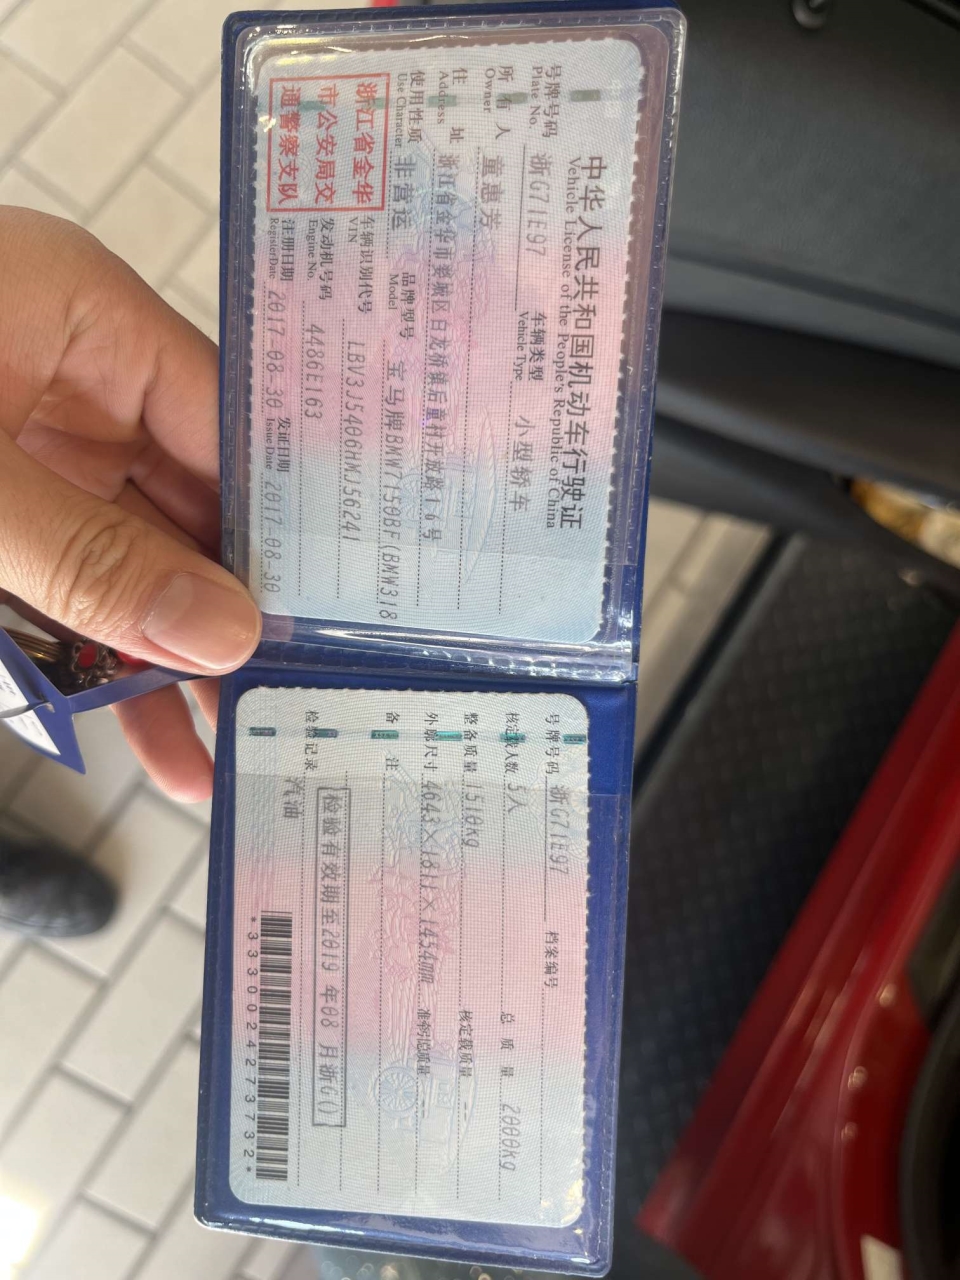 中华人民共和国机动车行驶证
Vehicle License of the People's Republic of China
号牌号码 浙G71E97 车辆类型 小型轿车
Plate No. Vehicle Type
所有人 童惠芳
Owner
住址 浙江省金华市婺城区白龙桥镇后童村开放路16号
Address
使用性质 非营运 品牌型号 宝马牌BMW7150BF(BMW318
Use Character Model
浙江省金华
市公安局交
通警察支队
车辆识别代号 LBV3J5406HMJ56241
VIN
发动机号码 4486E163
Engine No.
注册日期 2017-08-30 发证日期 2017-08-30
Register Date Issue Date
号牌号码 浙G71E97 档案编号
核定载人数 5人 总质量 2000kg
整备质量 1510kg 核定载质量
外廓尺寸 4643×1811×1454mm 准牵引总质量
备注
检验有效期至2019年08月浙G()
检验记录
汽油
*3330024273732*